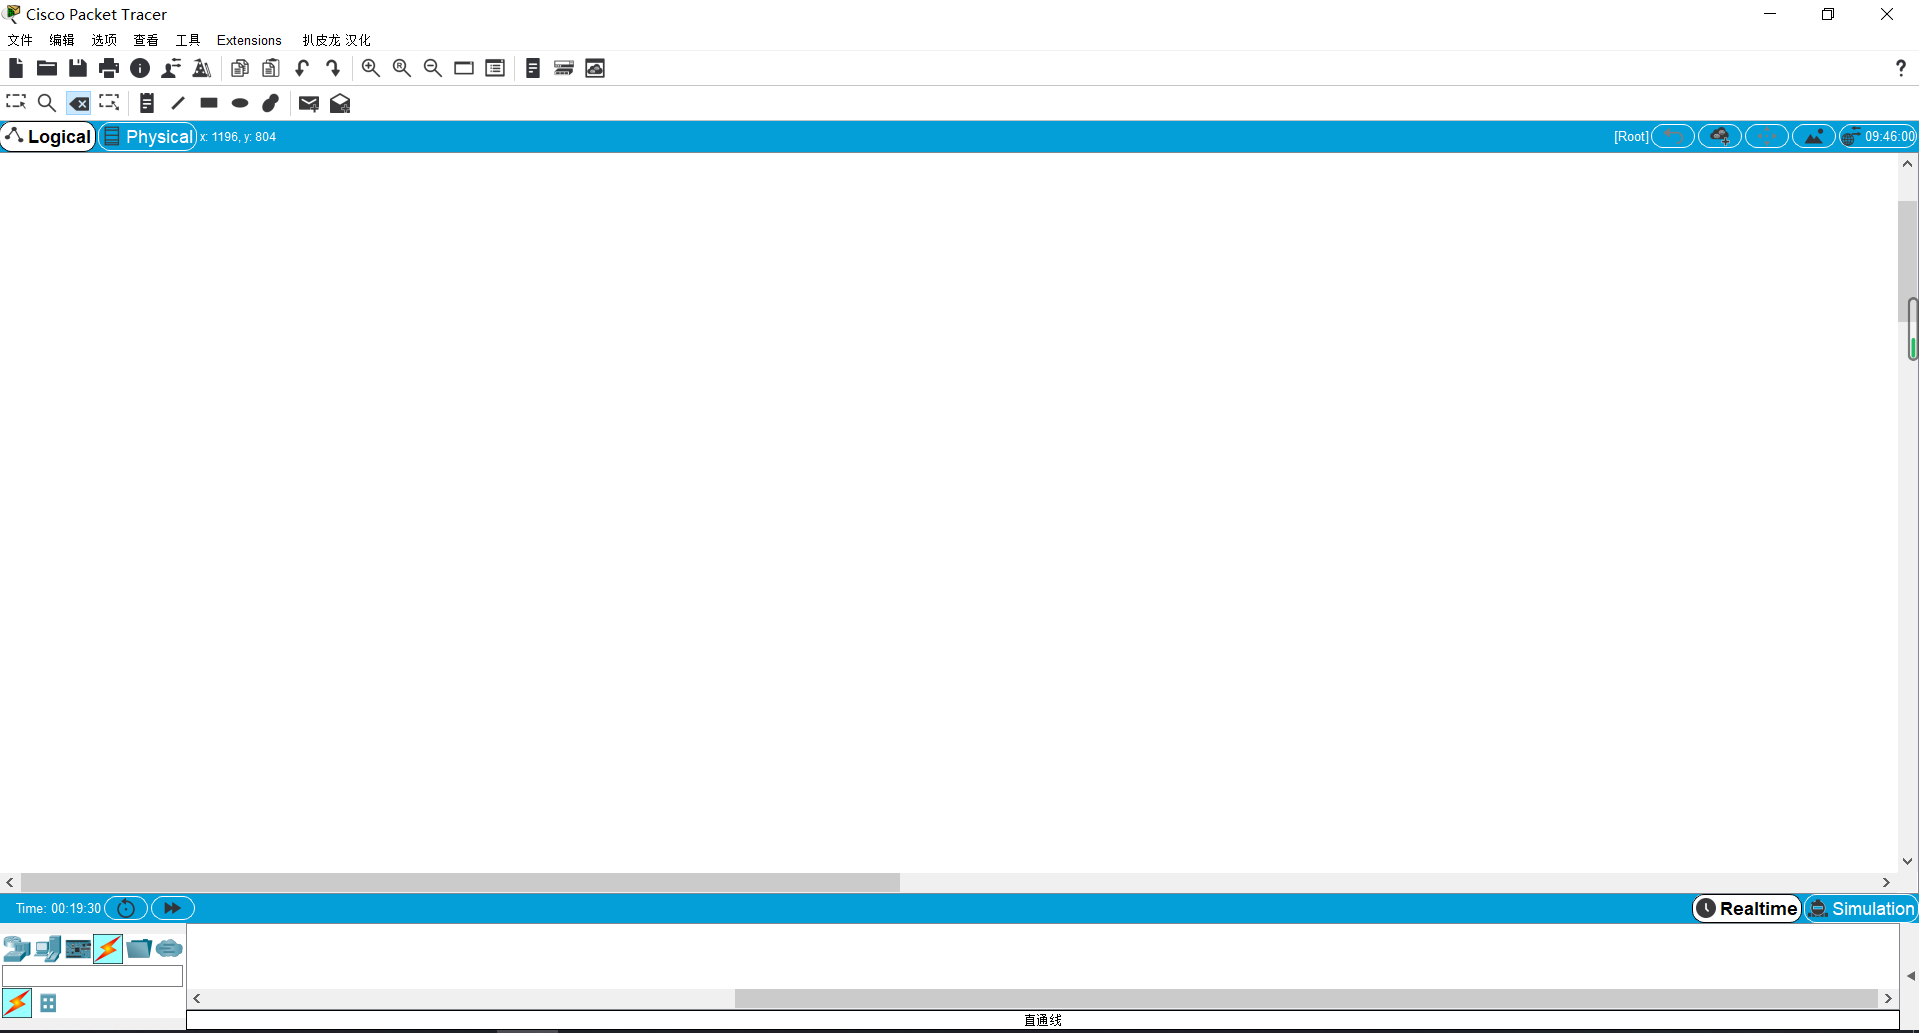 Cisco Packet Tracer
文件 编辑 选项 查看 工具 Extensions 扒皮龙 汉化
?
Logical Physical x: 1196, y: 804 [Root] 09:46:00
Time: 00:19:30 Realtime Simulation
直通线